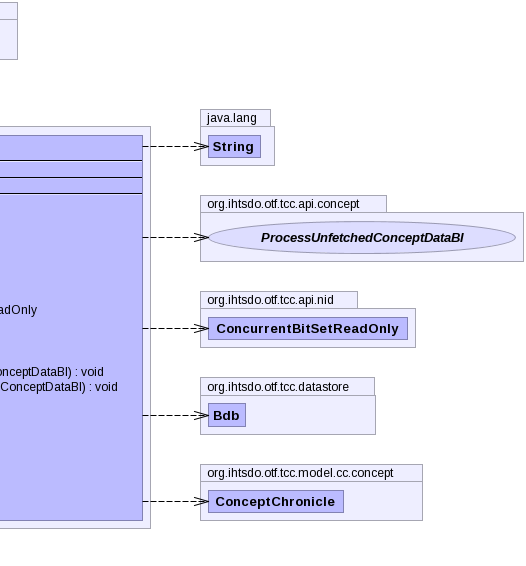 java.lang
String
org.ihtsdo.otf.tcc.api.concept
ProcessUnfetchedConceptDataBI
org.ihtsdo.otf.tcc.api.nid
adOnly
ConcurrentBitSetReadOnly
onceptDataBI) : void
ConceptDataBI) : void
org.ihtsdo.otf.tcc.datastore
Bdb
org.ihtsdo.otf.tcc.model.cc.concept
ConceptChronicle